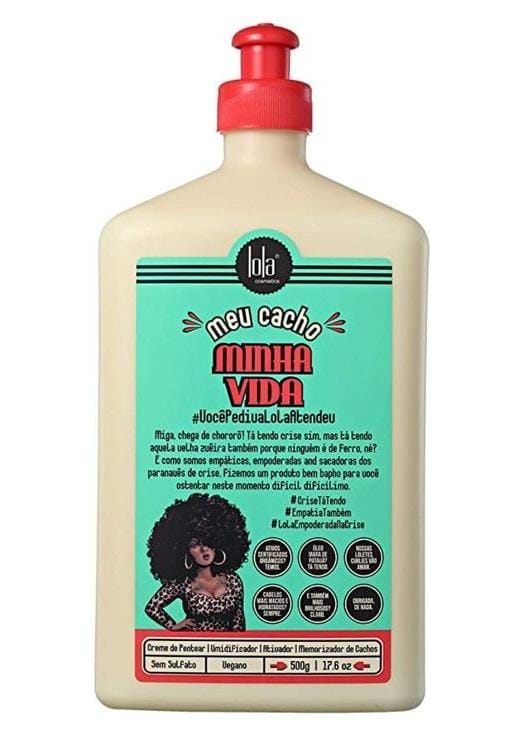 lola®
cosmetics
meu cacho
MINHA
VIDA
#VocêPediuaLolaAtendeu
Miga, chega de chororô! Tá tendo crise sim, mas tá tendo
aquela velha zuêira também porque ninguém é de Ferro, né?
E como somos empáticas, empoderadas and sacadoras dos
paranauês de crise. Fizemos um produto bem bapho para você
ostentar neste momento difícil dificílimo.
#CriseTáTendo
#EmpatiaTambém
#LolaEmpoderadaNaCrise
ATIVOS
CERTIFICADOS
ORGÂNICOS?
TEMOS.
ÓLEO
MARA DE
PATAUÁ?
TÁ TENDO.
NOSSAS
LOLETES
CURLIES VÃO
AMAR.
CABELOS
MAIS MACIOS E
HIDRATADOS?
SEMPRE.
E TAMBÉM
MAIS
BRILHOSOS?
CLARO.
OBRIGADA,
DE NADA.
Creme de Pentear | Umidificador | Ativador | Memorizador de Cachos
Sem Sulfato | Vegano | 500g | 17.6 oz